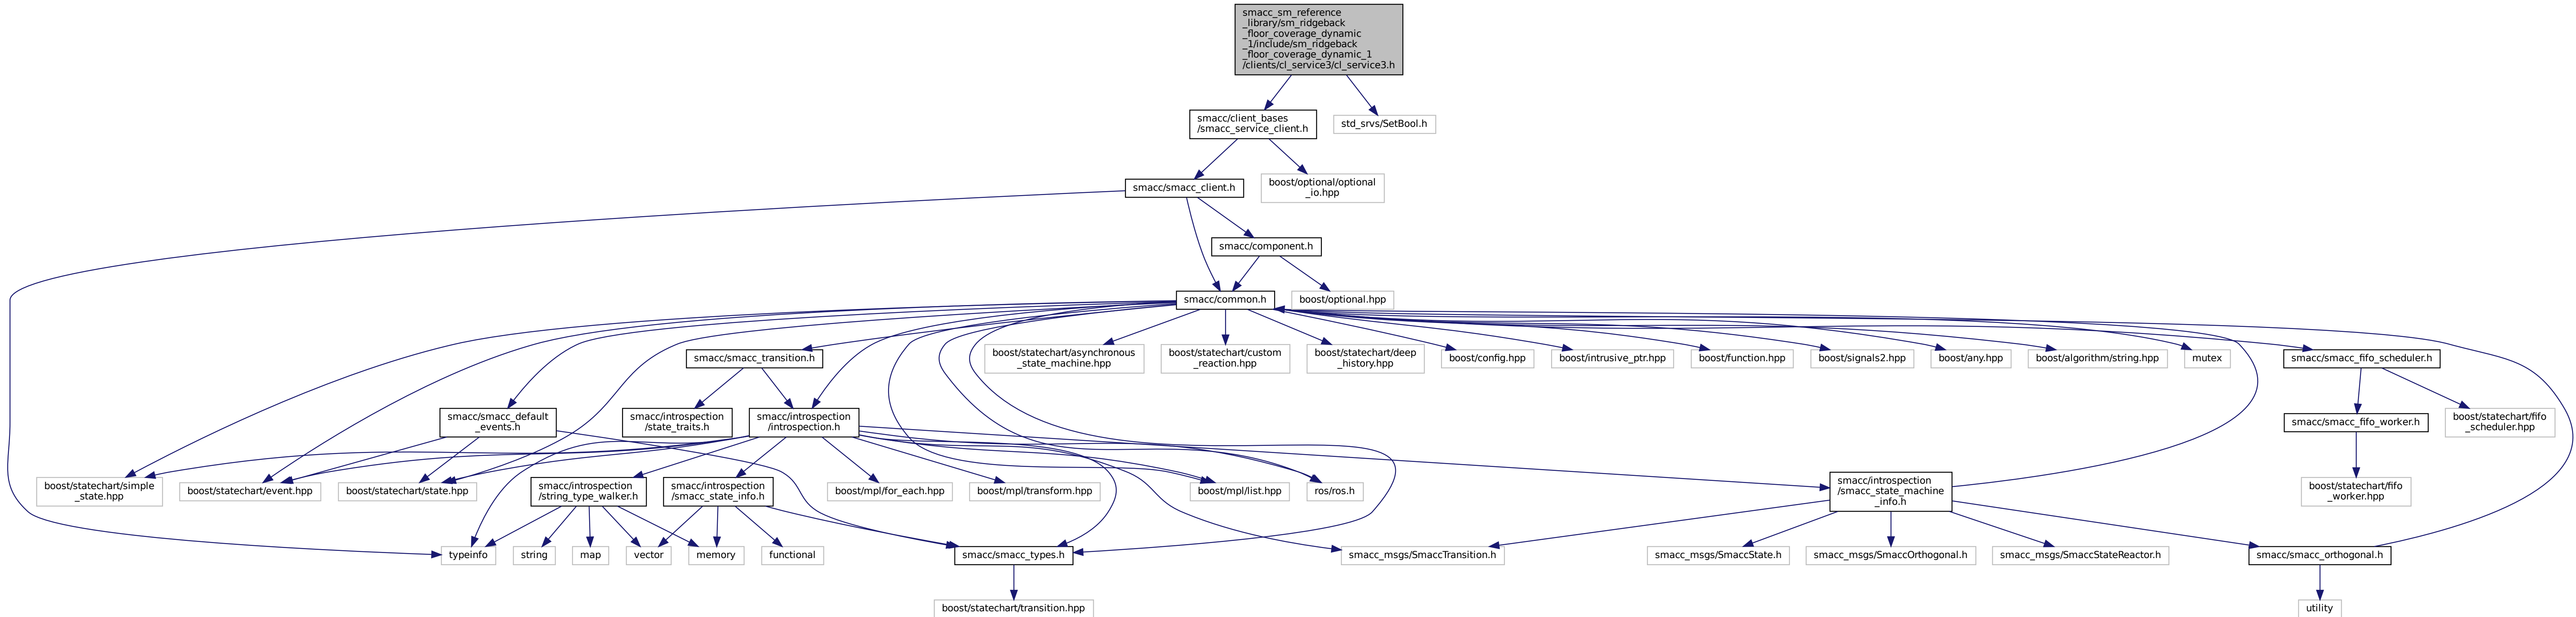 smacc_sm_reference
_library/sm_ridgeback
_floor_coverage_dynamic
_1/include/sm_ridgeback
_floor_coverage_dynamic_1
/clients/cl_service3/cl_service3.h
smacc/client_bases
/smacc_service_client.h
std_srvs/SetBool.h
smacc/smacc_client.h
boost/optional/optional
_io.hpp
smacc/component.h
smacc/common.h
boost/optional.hpp
smacc/smacc_transition.h
boost/statechart/asynchronous
_state_machine.hpp
boost/statechart/custom
_reaction.hpp
boost/statechart/deep
_history.hpp
boost/config.hpp
boost/intrusive_ptr.hpp
boost/function.hpp
boost/signals2.hpp
boost/any.hpp
boost/algorithm/string.hpp
mutex
smacc/smacc_fifo_scheduler.h
smacc/smacc_default
_events.h
smacc/introspection
/state_traits.h
smacc/introspection
/introspection.h
smacc/smacc_fifo_worker.h
boost/statechart/fifo
_scheduler.hpp
boost/statechart/simple
_state.hpp
boost/statechart/event.hpp
boost/statechart/state.hpp
smacc/introspection
/string_type_walker.h
smacc/introspection
/smacc_state_info.h
boost/mpl/for_each.hpp
boost/mpl/transform.hpp
boost/mpl/list.hpp
ros/ros.h
smacc/introspection
/smacc_state_machine
_info.h
boost/statechart/fifo
_worker.hpp
typeinfo
string
map
vector
memory
functional
smacc/smacc_types.h
smacc_msgs/SmaccTransition.h
smacc_msgs/SmaccState.h
smacc_msgs/SmaccOrthogonal.h
smacc_msgs/SmaccStateReactor.h
smacc/smacc_orthogonal.h
boost/statechart/transition.hpp
utility